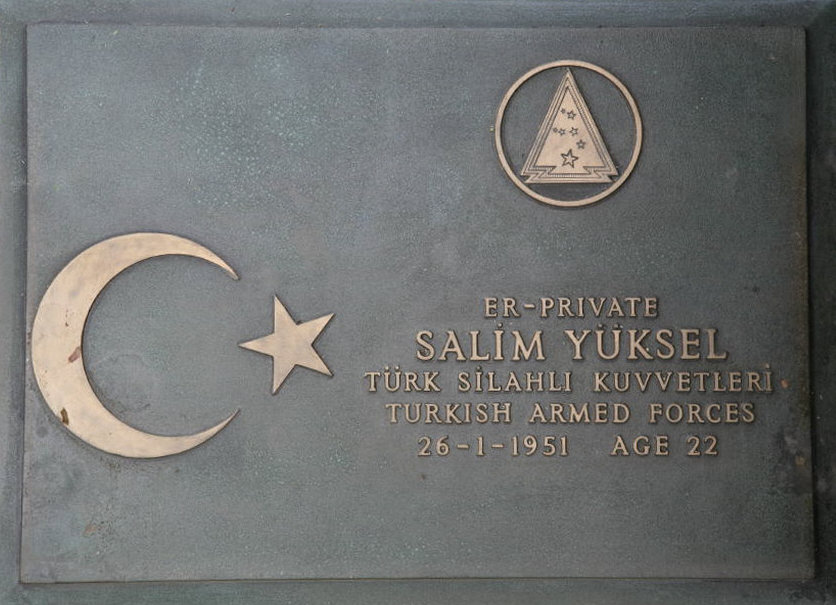 ER-PRIVATE
SALİM YÜKSEL
TÜRK SİLAHLI KUVVETLERİ
TURKISH ARMED FORCES
26-1-1951 AGE 22